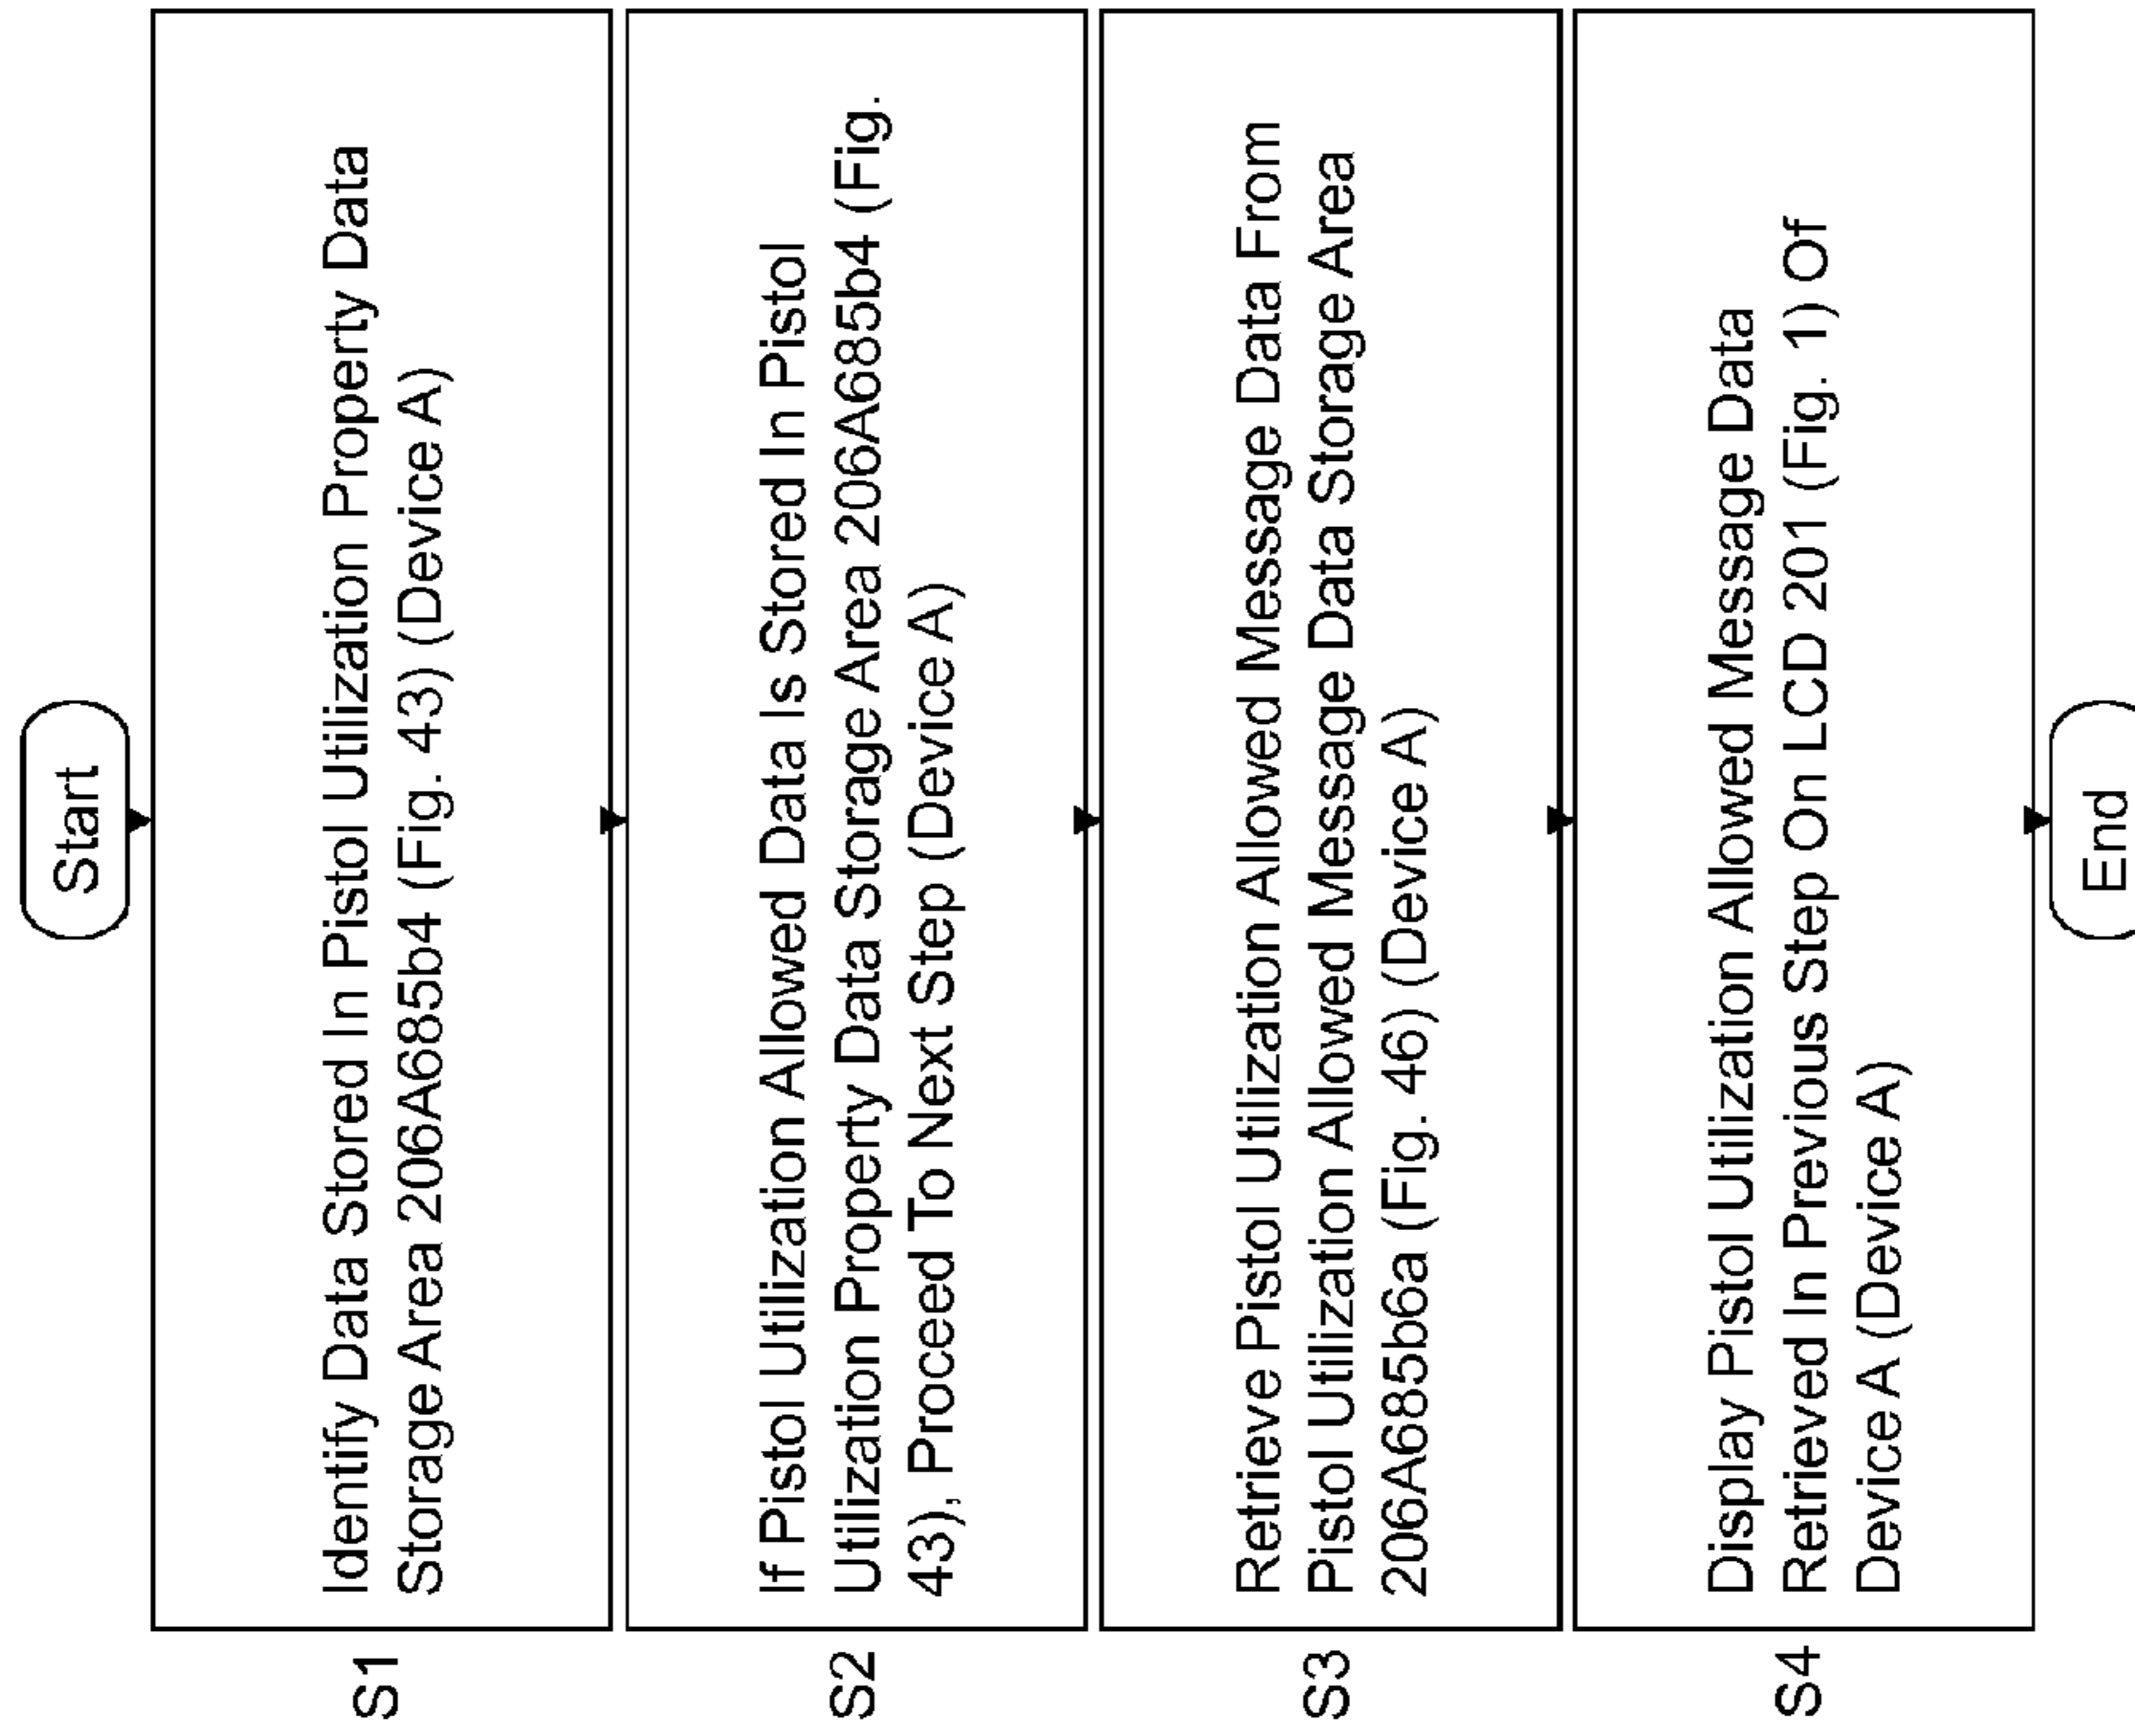 Start
S1
Identify Data Stored In Pistol Utilization Property Data
Storage Area 206A685b4 (Fig. 43) (Device A)
S2
If Pistol Utilization Allowed Data Is Stored In Pistol
Utilization Property Data Storage Area 206A685b4 (Fig.
43), Proceed To Next Step (Device A)
S3
Retrieve Pistol Utilization Allowed Message Data From
Pistol Utilization Allowed Message Data Storage Area
206A685b6a (Fig. 46) (Device A)
S4
Display Pistol Utilization Allowed Message Data
Retrieved In Previous Step On LCD 201 (Fig. 1) Of
Device A (Device A)
End